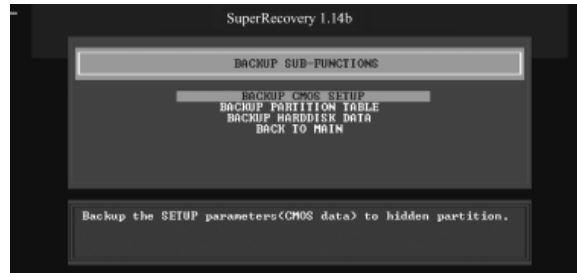 SuperRecovery 1.14b
BACKUP SUB-FUNCTIONS
BACKUP CMOS SETUP
BACKUP PARTITION TABLE
BACKUP HARDDISK DATA
BACK TO MAIN
Backup the SETUP parameters(CMOS data) to hidden partition.